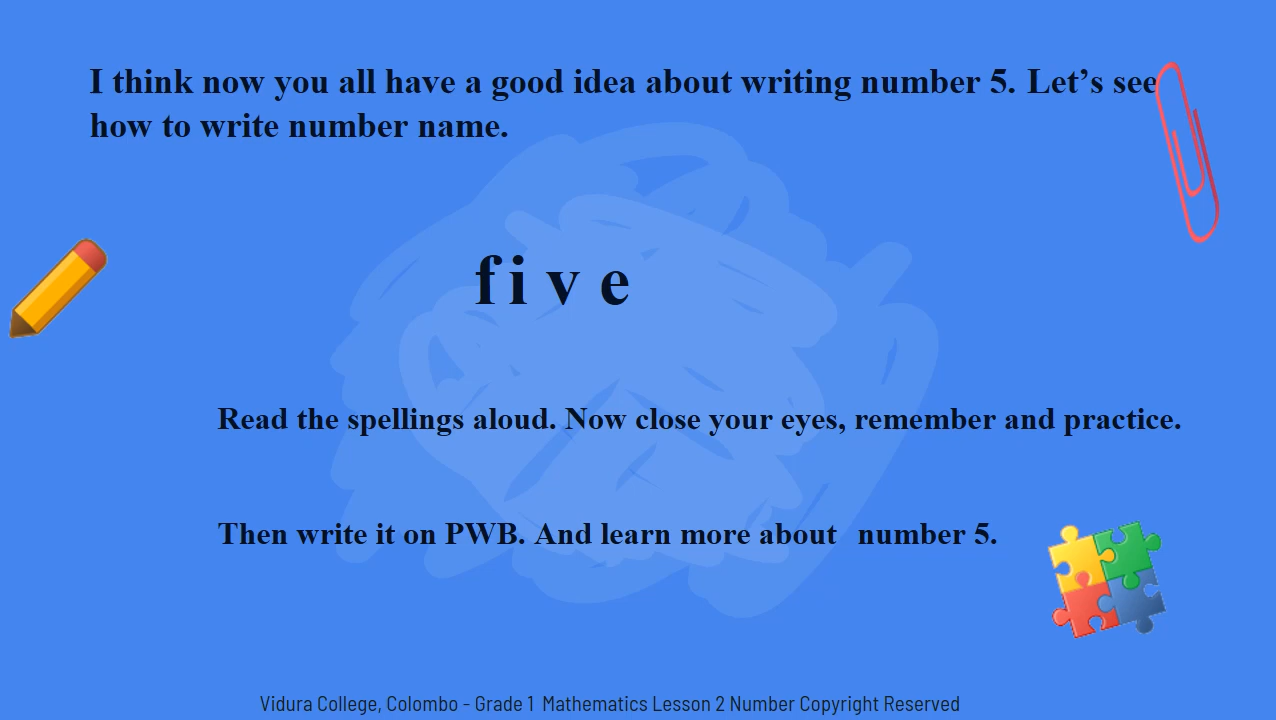 I think now you all have a good idea about writing number 5. Let’s see
how to write number name.
f i v e
Read the spellings aloud. Now close your eyes, remember and practice.
Then write it on PWB. And learn more about number 5.
Vidura College, Colombo - Grade 1 Mathematics Lesson 2 Number Copyright Reserved